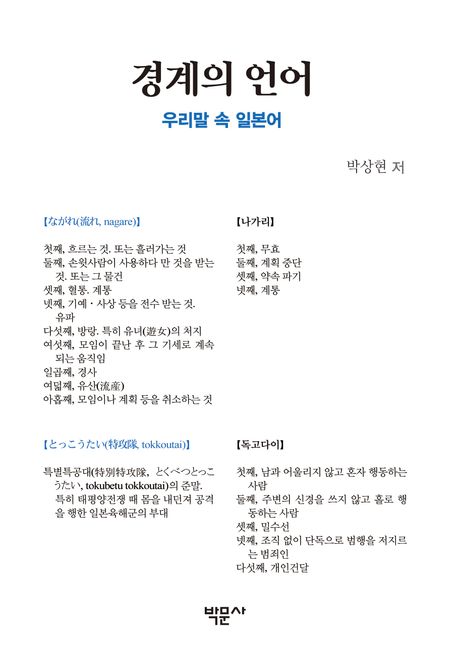 경계의 언어
우리말 속 일본어
박상현 저
【ながれ(流れ, nagare)】
첫째, 흐르는 것. 또는 흘러가는 것
둘째, 손윗사람이 사용하다 만 것을 받는
것. 또는 그 물건
셋째, 혈통. 계통
넷째, 기예・사상 등을 전수 받는 것.
유파
다섯째, 방랑. 특히 유녀(遊女)의 처지
여섯째, 모임이 끝난 후 그 기세로 계속
되는 움직임
일곱째, 경사
여덟째, 유산(流産)
아홉째, 모임이나 계획 등을 취소하는 것
【나가리】
첫째, 무효
둘째, 계획 중단
셋째, 약속 파기
넷째, 계통
【とっこうたい(特攻隊, tokkoutai)】
특별특공대(特別特攻隊, とくべつとっこ
うたい, tokubetu tokkoutai)의 준말.
특히 태평양전쟁 때 몸을 내던져 공격
을 행한 일본육해군의 부대
【독고다이】
첫째, 남과 어울리지 않고 혼자 행동하는
사람
둘째, 주변의 신경을 쓰지 않고 홀로 행
동하는 사람
셋째, 밀수선
넷째, 조직 없이 단독으로 범행을 저지르
는 범죄인
다섯째, 개인건달
박문사